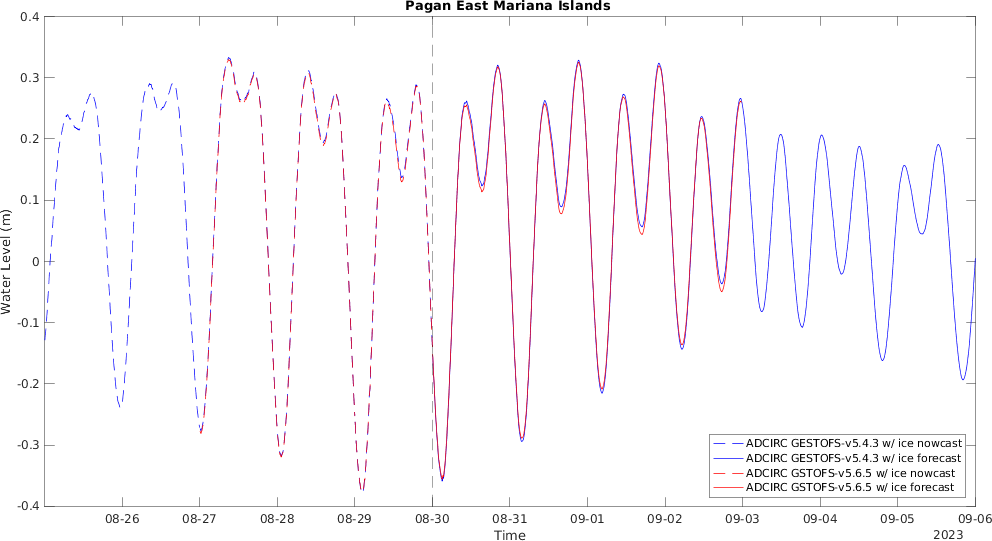 Pagan East Mariana Islands
Water Level (m)
0.4
0.3
0.2
0.1
0
-0.1
-0.2
-0.3
-0.4
ADCIRC GESTOFS-v5.4.3 w/ ice nowcast
ADCIRC GESTOFS-v5.4.3 w/ ice forecast
ADCIRC GSTOFS-v5.6.5 w/ ice nowcast
ADCIRC GSTOFS-v5.6.5 w/ ice forecast
08-26 08-27 08-28 08-29 08-30 08-31 09-01 09-02 09-03 09-04 09-05 09-06
Time
2023